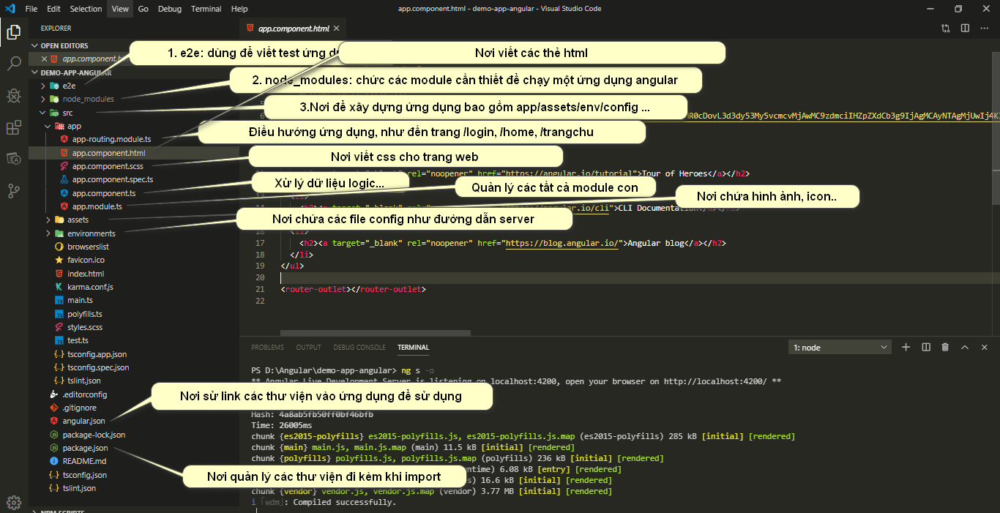 File Edit Selection View Go Debug Terminal Help
app.component.html - demo-app-angular - Visual Studio Code
EXPLORER
OPEN EDITORS
app.component.h
DEMO-APP-ANGULAR
e2e
node_modules
src
app
app-routing.module.ts
app.component.html
app.component.scss
app.component.spec.ts
app.component.ts
app.module.ts
assets
environments
browserslist
favicon.ico
index.html
karma.conf.js
main.ts
polyfills.ts
styles.scss
test.ts
tsconfig.app.json
tsconfig.spec.json
tslint.json
.editorconfig
.gitignore
angular.json
package-lock.json
package.json
README.md
tsconfig.json
tslint.json
NPM SCRIPTS
app.component.html
1. e2e: dùng để viết test ứng dụ
Nơi viết các thẻ html
2. node_modules: chức các module cần thiết để chạy một ứng dụng angular
3.Nơi để xây dựng ứng dụng bao gồm app/assets/env/config ...
Điều hướng ứng dụng, như đến trang /login, /home, /trangchu
Nơi viết css cho trang web
rel="noopener" href="https://angular.io/tutorial">Tour of Heroes</a></h2>
Xử lý dữ liệu logic...
Quản lý các tất cả module con
Nơi chứa hình ảnh, icon..
Nơi chứa các file config như đường dẫn server
angular.io/cli">CLI Documentation</a></h2>
16 <li>
17 <h2><a target="_blank" rel="noopener" href="https://blog.angular.io/">Angular blog</a></h2>
18 </li>
19 </ul>
20
21 <router-outlet></router-outlet>
22
PROBLEMS OUTPUT DEBUG CONSOLE TERMINAL
1: node
PS D:\Angular\demo-app-angular> ng s -o
** Angular Live Development Server is listening on localhost:4200, open your browser on http://localhost:4200/ **
Nơi sử link các thư viện vào ứng dụng để sử dụng
Hash: 4a8ab5fb50ff0bf46bfb
Time: 26005ms
chunk {es2015-polyfills} es2015-polyfills.js, es2015-polyfills.js.map (es2015-polyfills) 285 kB [initial] [rendered]
chunk {main} main.js, main.js.map (main) 11.5 kB [initial] [rendered]
chunk {polyfills} polyfills.js, polyfills.js.map (polyfills) 236 kB [initial] [rendered]
ntime) 6.08 kB [entry] [rendered]
Nơi quản lý các thư viện đi kèm khi import
s) 16.6 kB [initial] [rendered]
chunk {vendor} vendor.js, vendor.js.map (vendor) 3.77 MB [initial] [rendered]
i ｢wdm｣: Compiled successfully.